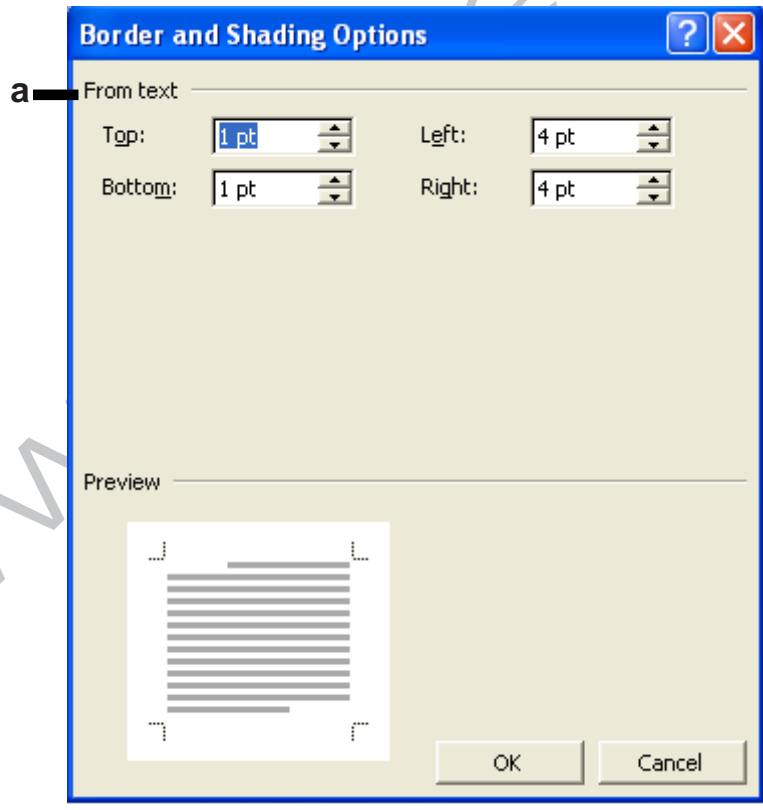 Border and Shading Options
a From text
Top: 1 pt Left: 4 pt
Bottom: 1 pt Right: 4 pt
Preview
OK Cancel